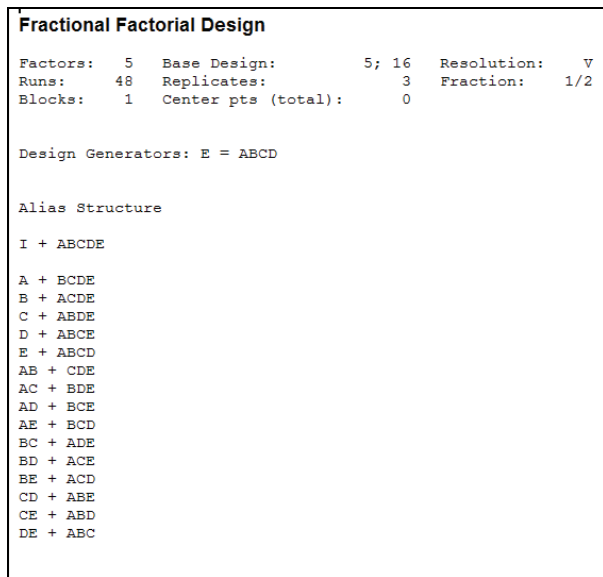 Fractional Factorial Design
Factors: 5 Base Design: 5; 16 Resolution: V
Runs: 48 Replicates: 3 Fraction: 1/2
Blocks: 1 Center pts (total): 0
Design Generators: E = ABCD
Alias Structure
I + ABCDE
A + BCDE
B + ACDE
C + ABDE
D + ABCE
E + ABCD
AB + CDE
AC + BDE
AD + BCE
AE + BCD
BC + ADE
BD + ACE
BE + ACD
CD + ABE
CE + ABD
DE + ABC